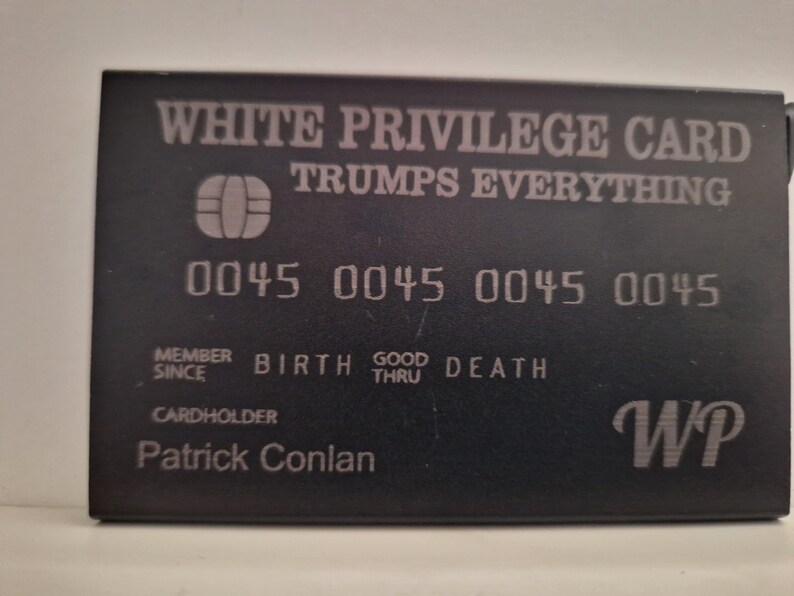 WHITE PRIVILEGE CARD
TRUMPS EVERYTHING
0045 0045 0045 0045
MEMBER SINCE BIRTH GOOD THRU DEATH
CARDHOLDER
Patrick Conlan
WP